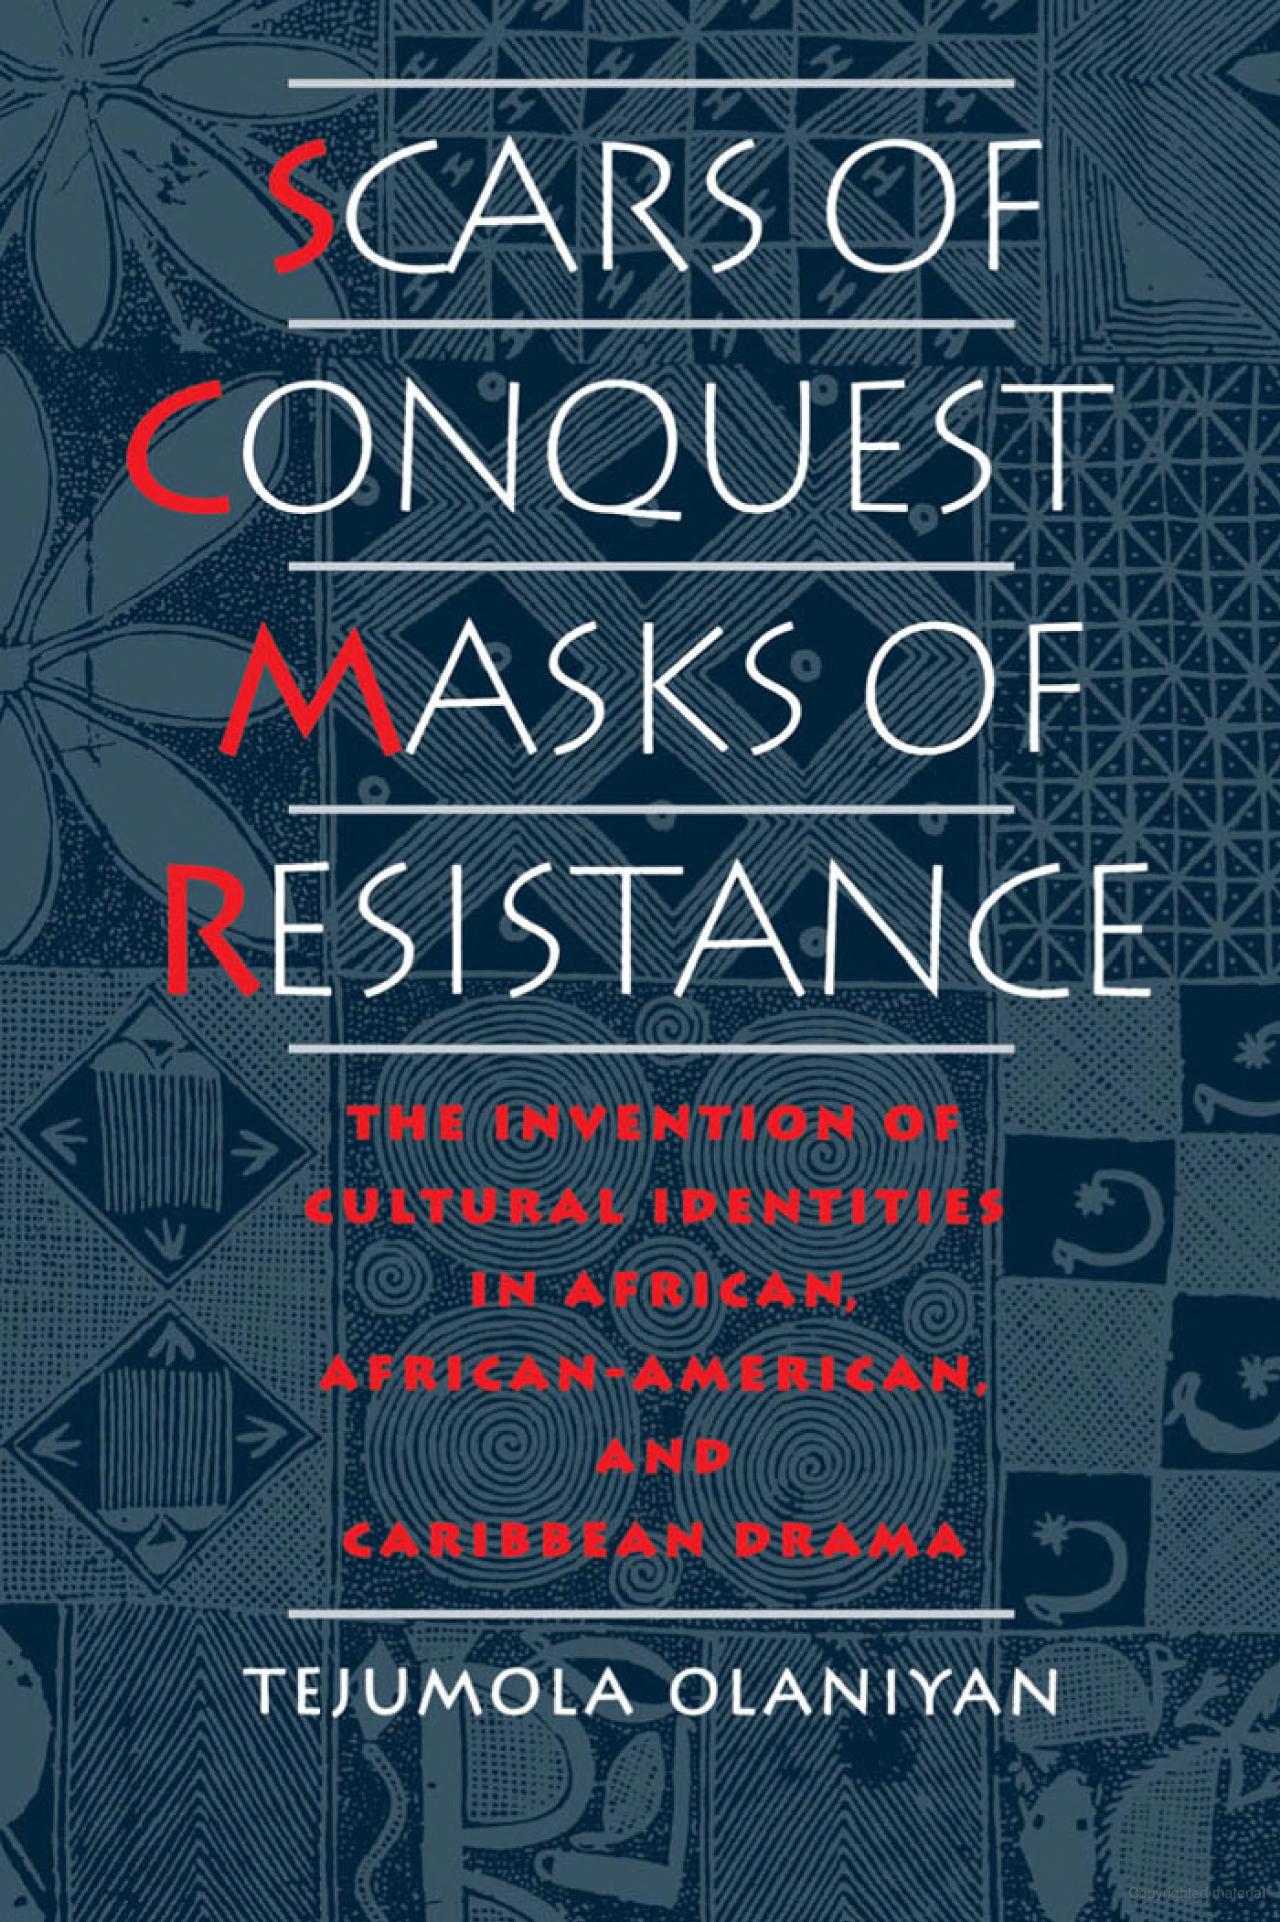 SCARS OF
CONQUEST
MASKS OF
RESISTANCE
THE INVENTION OF
CULTURAL IDENTITIES
IN AFRICAN,
AFRICAN-AMERICAN,
AND
CARIBBEAN DRAMA
TEJUMOLA OLANIYAN
Copyrighted material